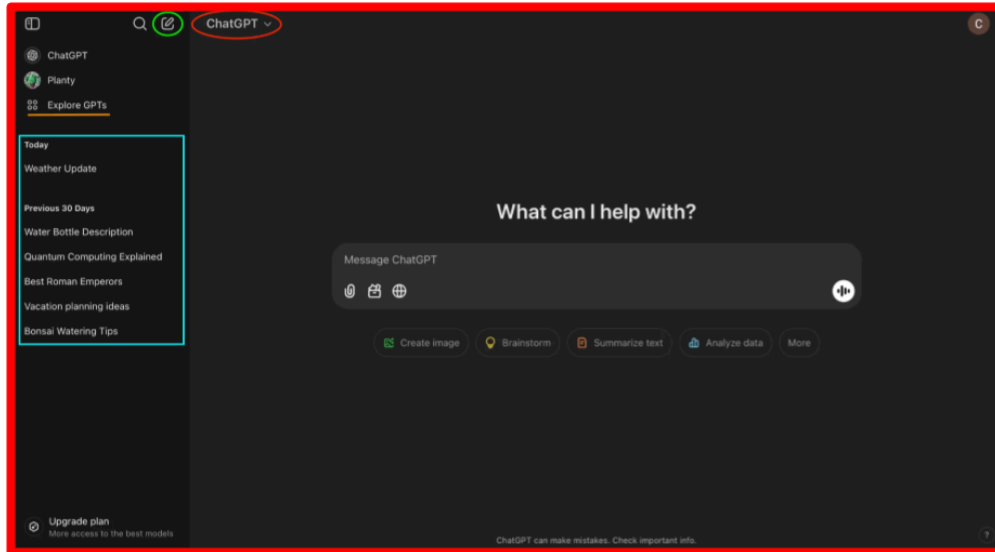 ChatGPT
C
ChatGPT
Planty
Explore GPTs
Today
Weather Update
Previous 30 Days
Water Bottle Description
Quantum Computing Explained
Best Roman Emperors
Vacation planning ideas
Bonsai Watering Tips
What can I help with?
Message ChatGPT
Create image
Brainstorm
Summarize text
Analyze data
More
Upgrade plan
More access to the best models
ChatGPT can make mistakes. Check important info.
?